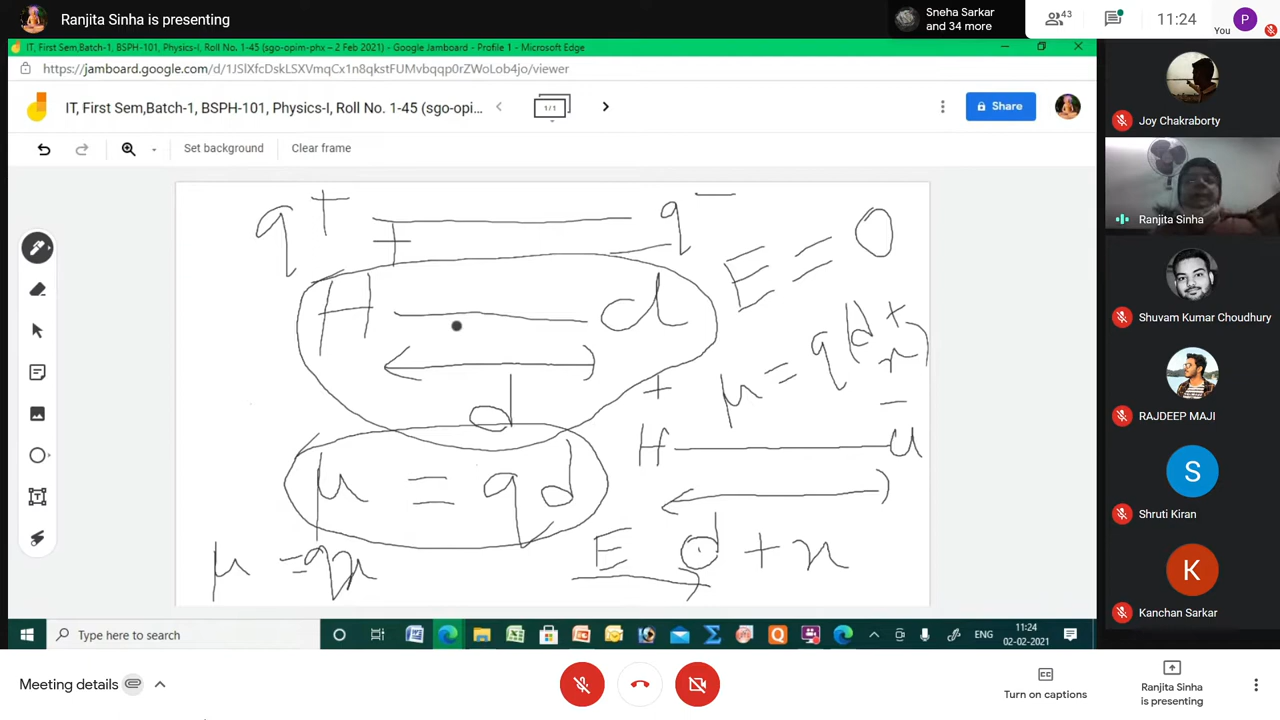 Ranjita Sinha is presenting
Sneha Sarkar
and 34 more
43
11:24
You
P
IT, First Sem,Batch-1, BSPH-101, Physics-I, Roll No. 1-45 (sgo-opim-phx – 2 Feb 2021) - Google Jamboard - Profile 1 - Microsoft Edge
https://jamboard.google.com/d/1JSlXfcDskLSXVmqCx1n8qkstFUMvbqqp0rZWoLob4jo/viewer
IT, First Sem,Batch-1, BSPH-101, Physics-I, Roll No. 1-45 (sgo-opi...
1/1
Share
Set background
Clear frame
q+ q−
E = 0
+
H d
d
μ = q(d+x)
+ −
H
μ = qd
E d + x
μ = qx
Joy Chakraborty
Ranjita Sinha
Shuvam Kumar Choudhury
RAJDEEP MAJI
S
Shruti Kiran
K
Kanchan Sarkar
Type here to search
ENG
11:24
02-02-2021
Meeting details
Turn on captions
Ranjita Sinha
is presenting